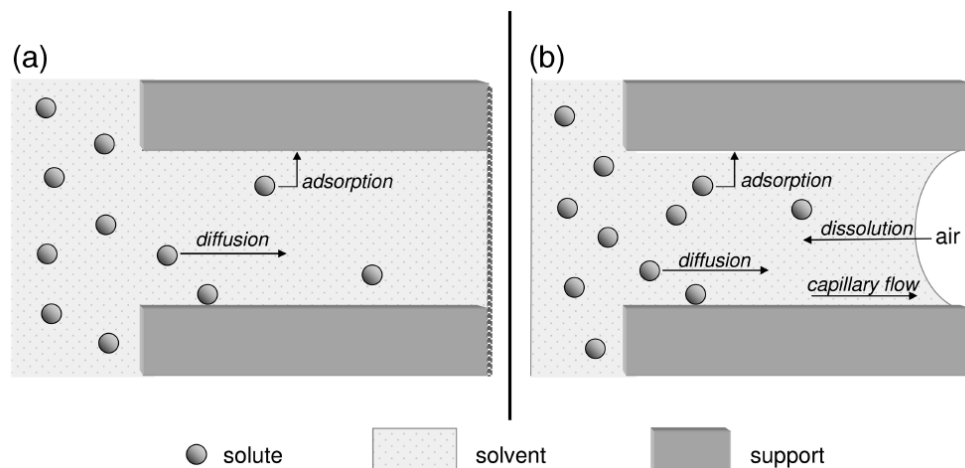 (a)
adsorption
diffusion
(b)
adsorption
dissolution
air
diffusion
capillary flow
solute
solvent
support